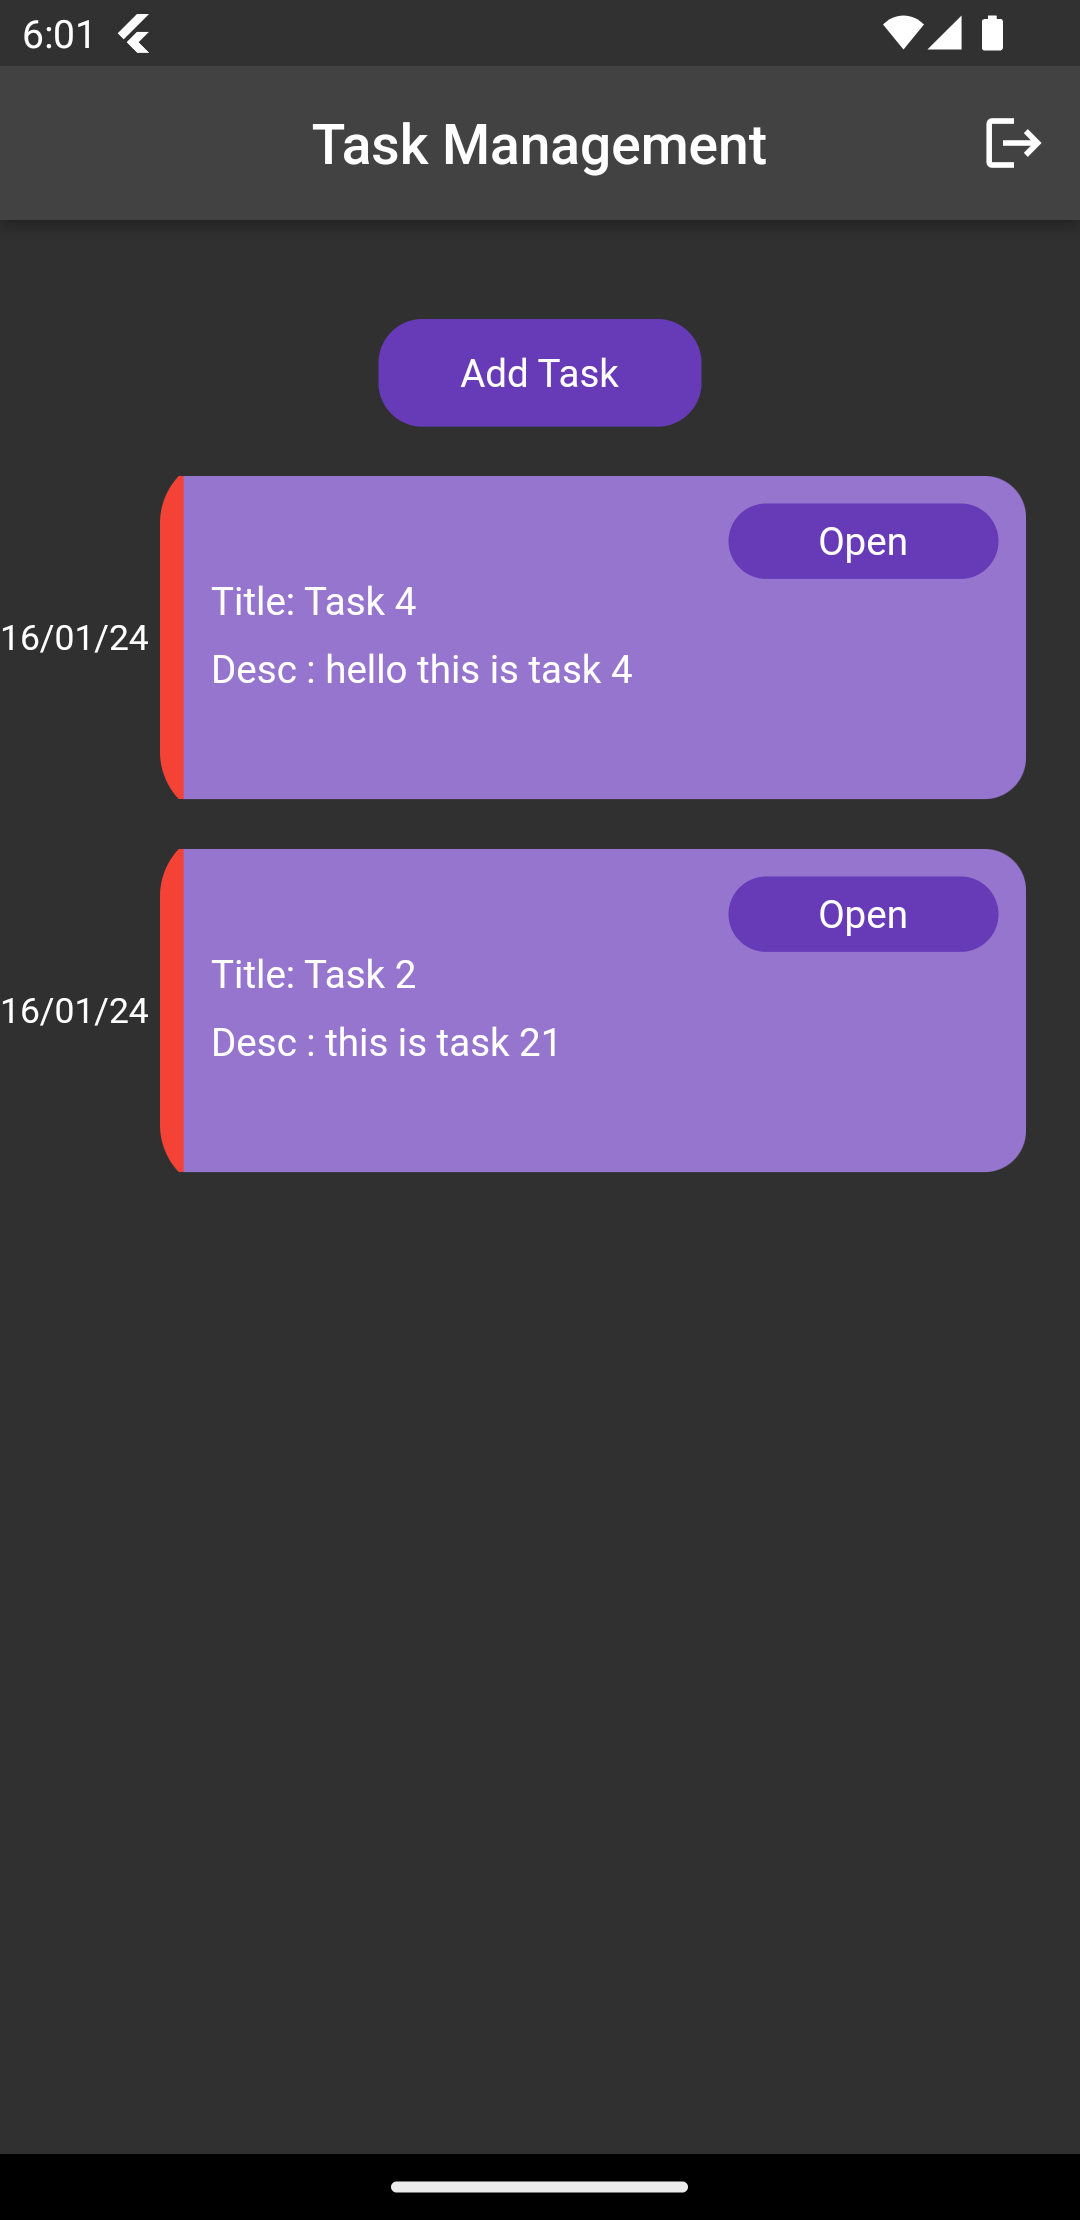 6:01
Task Management
Add Task
Open
Title: Task 4
16/01/24
Desc : hello this is task 4
Open
Title: Task 2
16/01/24
Desc : this is task 21